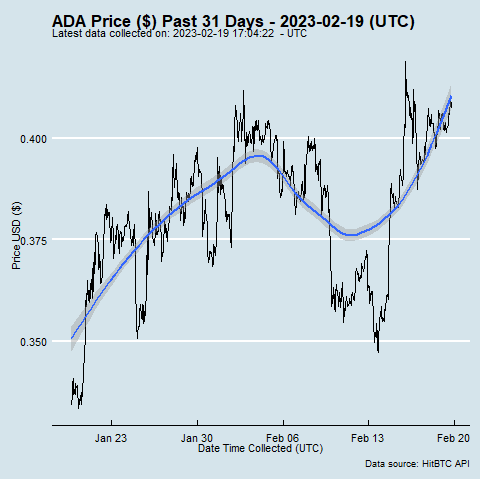 ADA Price ($) Past 31 Days - 2023-02-19 (UTC)
Latest data collected on: 2023-02-19 17:04:22 - UTC
0.400
0.375
0.350
Price USD ($)
Jan 23 Jan 30 Feb 06 Feb 13 Feb 20
Date Time Collected (UTC)
Data source: HitBTC API